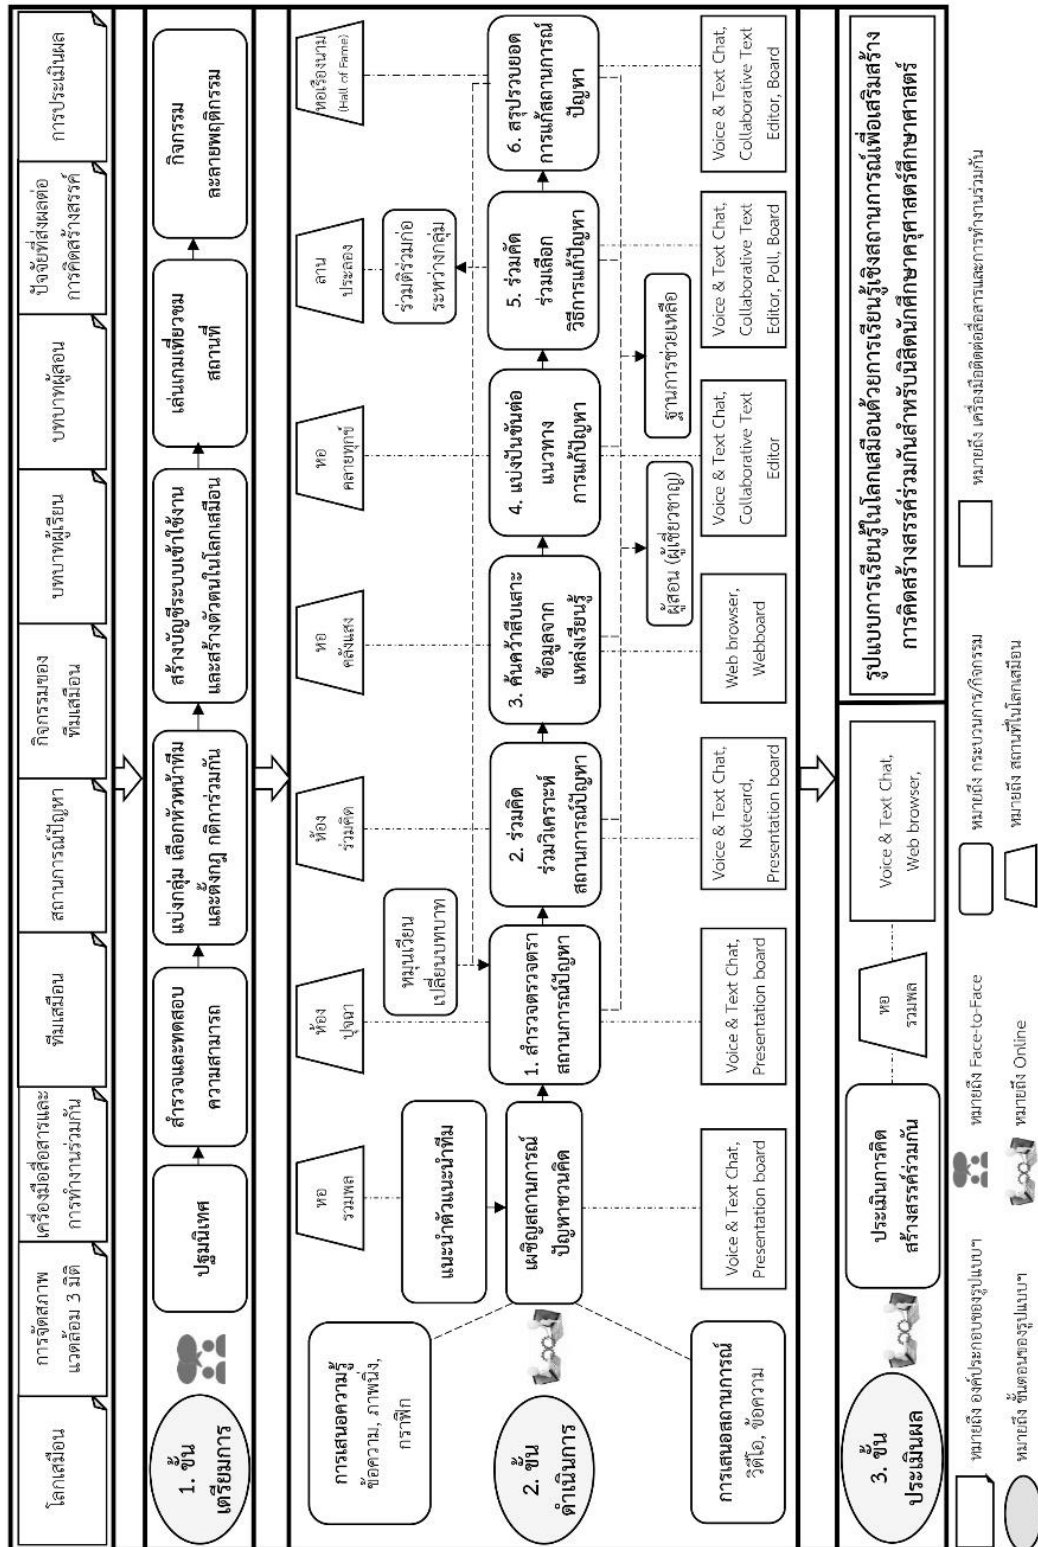 โลกเสมือน
การจัดสภาพ
แวดล้อม 3 มิติ
เครื่องมือสื่อสารและ
การทำงานร่วมกัน
ทีมเสมือน
สถานการณ์ปัญหา
กิจกรรมของ
ทีมเสมือน
บทบาทผู้เรียน
บทบาทผู้สอน
ปัจจัยที่ส่งผลต่อ
การคิดสร้างสรรค์
การประเมินผล
1. ขั้น
เตรียมการ
ปฐมนิเทศ
สำรวจและทดสอบ
ความสามารถ
แบ่งกลุ่ม เลือกหัวหน้าทีม
และตั้งกฎ กติการ่วมกัน
สร้างบัญชีระบบเข้าใช้งาน
และสร้างตัวตนในโลกเสมือน
เล่นเกมเที่ยวชม
สถานที่
กิจกรรม
ละลายพฤติกรรม
หอ
รวมพล
ห้อง
ปุจฉา
ห้อง
ร่วมคิด
หอ
คลังแสง
หอ
คลายทุกข์
ลาน
ประลอง
หอเรืองนาม
(Hall of Fame)
การเสนอความรู้
ข้อความ, ภาพนิ่ง,
กราฟิก
แนะนำตัวแนะนำทีม
หมุนเวียน
เปลี่ยนบทบาท
ร่วมติร่วมก่อ
ระหว่างกลุ่ม
2. ขั้น
ดำเนินการ
เผชิญสถานการณ์
ปัญหาชวนคิด
1. สำรวจตรวจตรา
สถานการณ์ปัญหา
2. ร่วมคิด
ร่วมวิเคราะห์
สถานการณ์ปัญหา
3. ค้นคว้าสืบเสาะ
ข้อมูลจาก
แหล่งเรียนรู้
4. แบ่งปันขันต่อ
แนวทาง
การแก้ปัญหา
5. ร่วมคิด
ร่วมเลือก
วิธีการแก้ปัญหา
6. สรุปรวบยอด
การแก้สถานการณ์
ปัญหา
ผู้สอน (ผู้เชี่ยวชาญ)
ฐานการช่วยเหลือ
การเสนอสถานการณ์
วิดีโอ, ข้อความ
Voice & Text Chat,
Presentation board
Voice & Text Chat,
Presentation board
Voice & Text Chat,
Notecard,
Presentation board
Web browser,
Webboard
Voice & Text Chat,
Collaborative Text
Editor
Voice & Text Chat,
Collaborative Text
Editor, Poll, Board
Voice & Text Chat,
Collaborative Text
Editor, Board
3. ขั้น
ประเมินผล
ประเมินการคิด
สร้างสรรค์ร่วมกัน
หอ
รวมพล
Voice & Text Chat,
Web browser,
รูปแบบการเรียนรู้ในโลกเสมือนด้วยการเรียนรู้เชิงสถานการณ์เพื่อเสริมสร้าง
การคิดสร้างสรรค์ร่วมกันสำหรับนิสิตนักศึกษาครุศาสตร์ศึกษาศาสตร์
หมายถึง องค์ประกอบของรูปแบบฯ
หมายถึง Face-to-Face
หมายถึง กระบวนการ/กิจกรรม
หมายถึง เครื่องมือติดต่อสื่อสารและการทำงานร่วมกัน
หมายถึง ขั้นตอนของรูปแบบฯ
หมายถึง Online
หมายถึง สถานที่ในโลกเสมือน